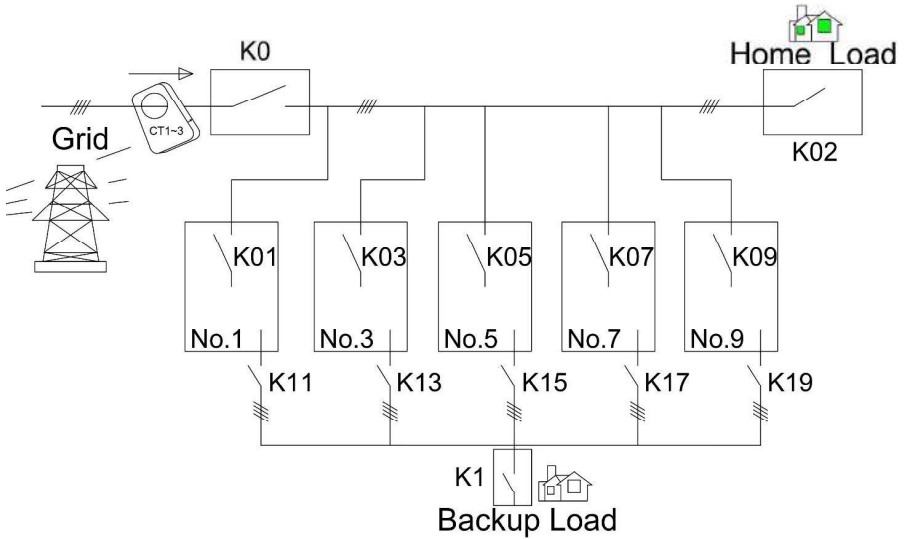 K0
Home Load
CT1~3
Grid
K02
K01
K03
K05
K07
K09
No.1
No.3
No.5
No.7
No.9
K11
K13
K15
K17
K19
K1
Backup Load